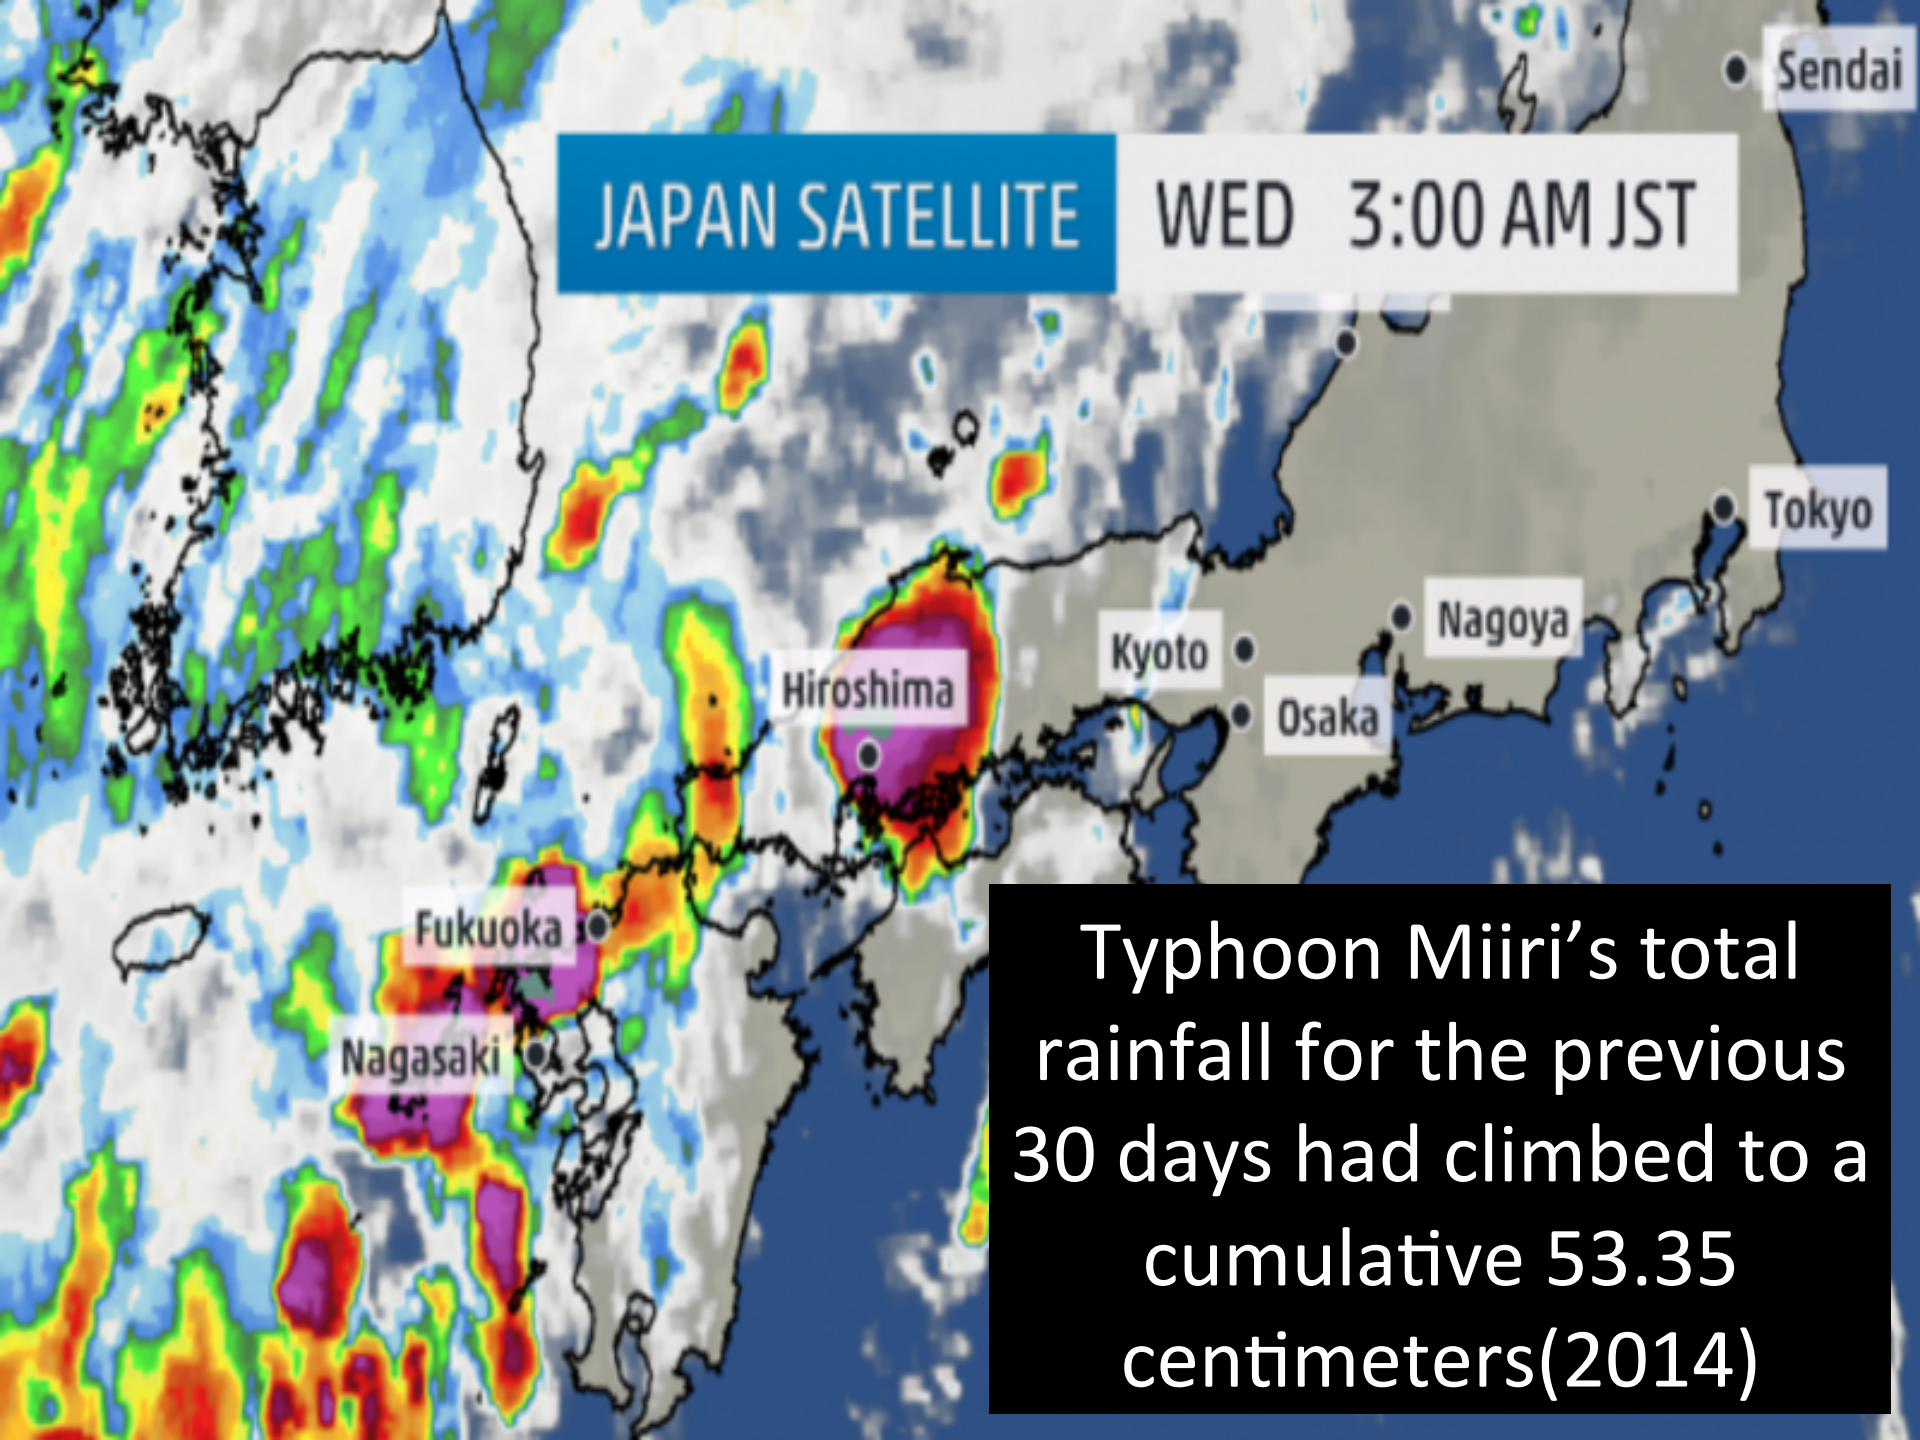 Sendai
JAPAN SATELLITE WED 3:00 AM JST
Tokyo
Nagoya
Kyoto
Hiroshima
Osaka
Fukuoka
Nagasaki
Typhoon Miiri’s total
rainfall for the previous
30 days had climbed to a
cumulative 53.35
centimeters(2014)